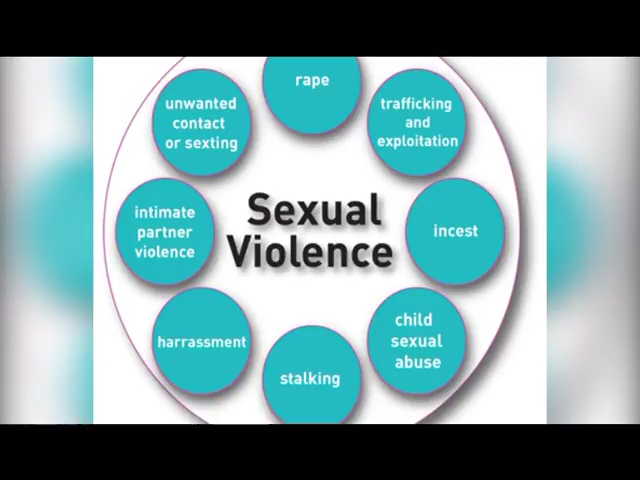 Sexual
Violence
rape
trafficking
and
exploitation
incest
child
sexual
abuse
stalking
harrassment
intimate
partner
violence
unwanted
contact
or sexting